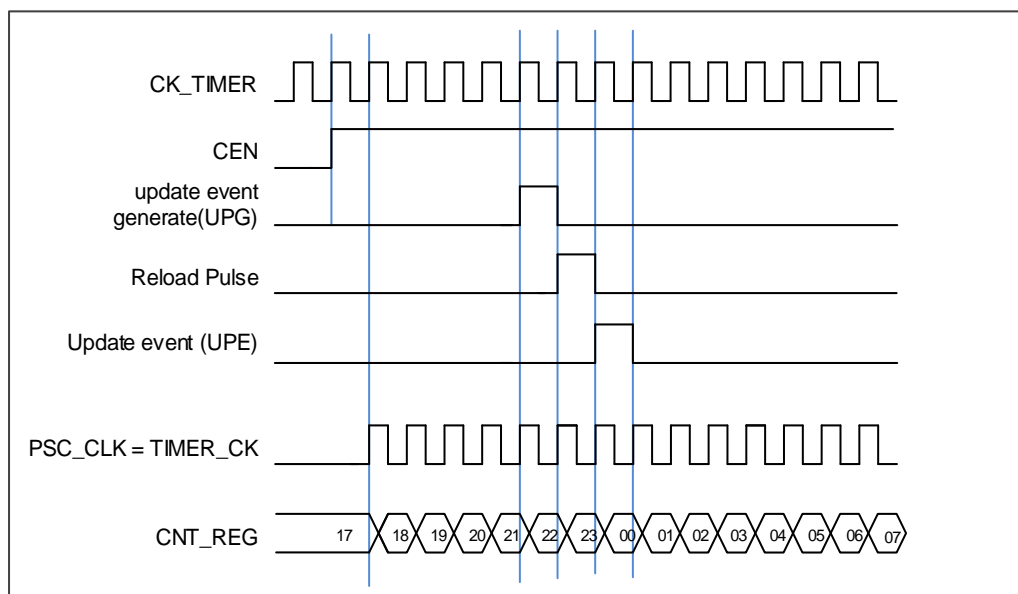 CK_TIMER
CEN
update event
generate(UPG)
Reload Pulse
Update event (UPE)
PSC_CLK = TIMER_CK
CNT_REG 17 18 19 20 21 22 23 00 01 02 03 04 05 06 07